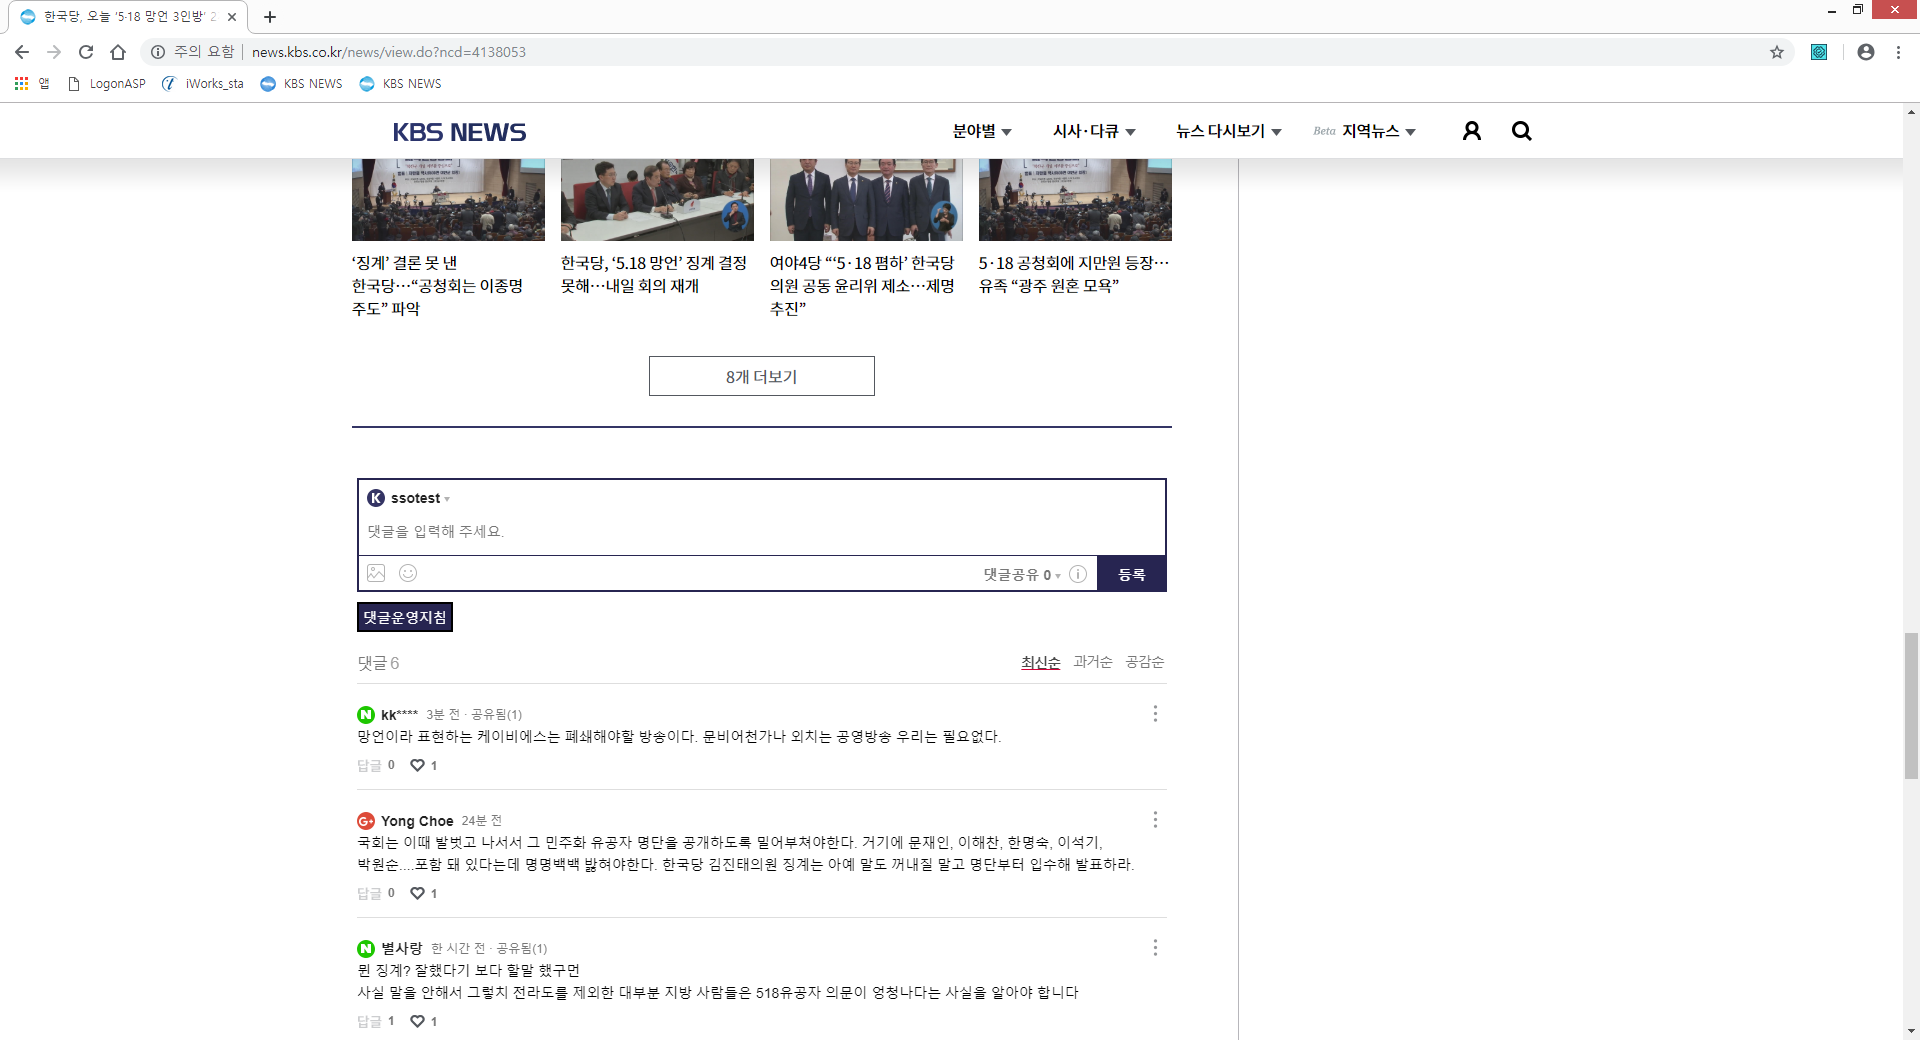 한국당, 오늘 '5·18 망언 3인방' 2
주의 요함
news.kbs.co.kr/news/view.do?ncd=4138053
앱
LogonASP
iWorks_sta
KBS NEWS
KBS NEWS
KBS NEWS
분야별
시사·다큐
뉴스 다시보기
Beta 지역뉴스
‘징계’ 결론 못 낸
한국당…“공청회는 이종명
주도” 파악
한국당, ‘5.18 망언’ 징계 결정
못해…내일 회의 재개
여야4당 “‘5·18 폄하’ 한국당
의원 공동 윤리위 제소…제명
추진”
5·18 공청회에 지만원 등장…
유족 “광주 원혼 모욕”
8개 더보기
K ssotest
댓글을 입력해 주세요.
댓글공유 0
등록
댓글운영지침
댓글 6
최신순 과거순 공감순
N kk**** 3분 전 · 공유됨(1)
망언이라 표현하는 케이비에스는 폐쇄해야할 방송이다. 문비어천가나 외치는 공영방송 우리는 필요없다.
답글 0 1
G+ Yong Choe 24분 전
국회는 이때 발벗고 나서서 그 민주화 유공자 명단을 공개하도록 밀어부쳐야한다. 거기에 문재인, 이해찬, 한명숙, 이석기,
박원순....포함 돼 있다는데 명명백백 밣혀야한다. 한국당 김진태의원 징계는 아예 말도 꺼내질 말고 명단부터 입수해 발표하라.
답글 0 1
N 별사랑 한 시간 전 · 공유됨(1)
뭔 징계? 잘했다기 보다 할말 했구먼
사실 말을 안해서 그렇치 전라도를 제외한 대부분 지방 사람들은 518유공자 의문이 엉청나다는 사실을 알아야 합니다
답글 1 1